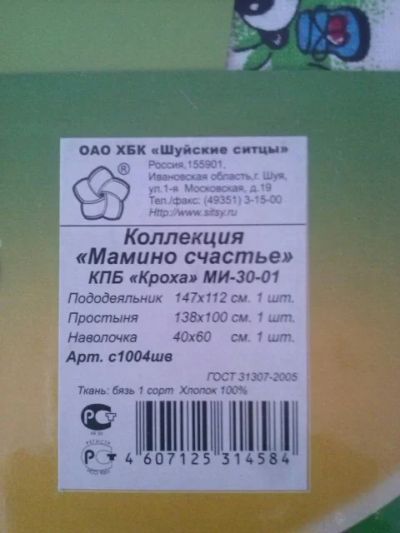 ОАО ХБК «Шуйские ситцы»
Россия,155901,
Ивановская область,г. Шуя,
ул.1-я Московская, д.19
Тел./факс: (49351) 3-15-00
Http://www.sitsy.ru
®
Коллекция
«Мамино счастье»
КПБ «Кроха» МИ-30-01
Пододеяльник 147х112 см. 1 шт.
Простыня 138х100 см. 1 шт.
Наволочка 40х60 см. 1 шт.
Арт. с1004шв
ГОСТ 31307-2005
Ткань: бязь 1 сорт Хлопок 100%
4 607125 314584